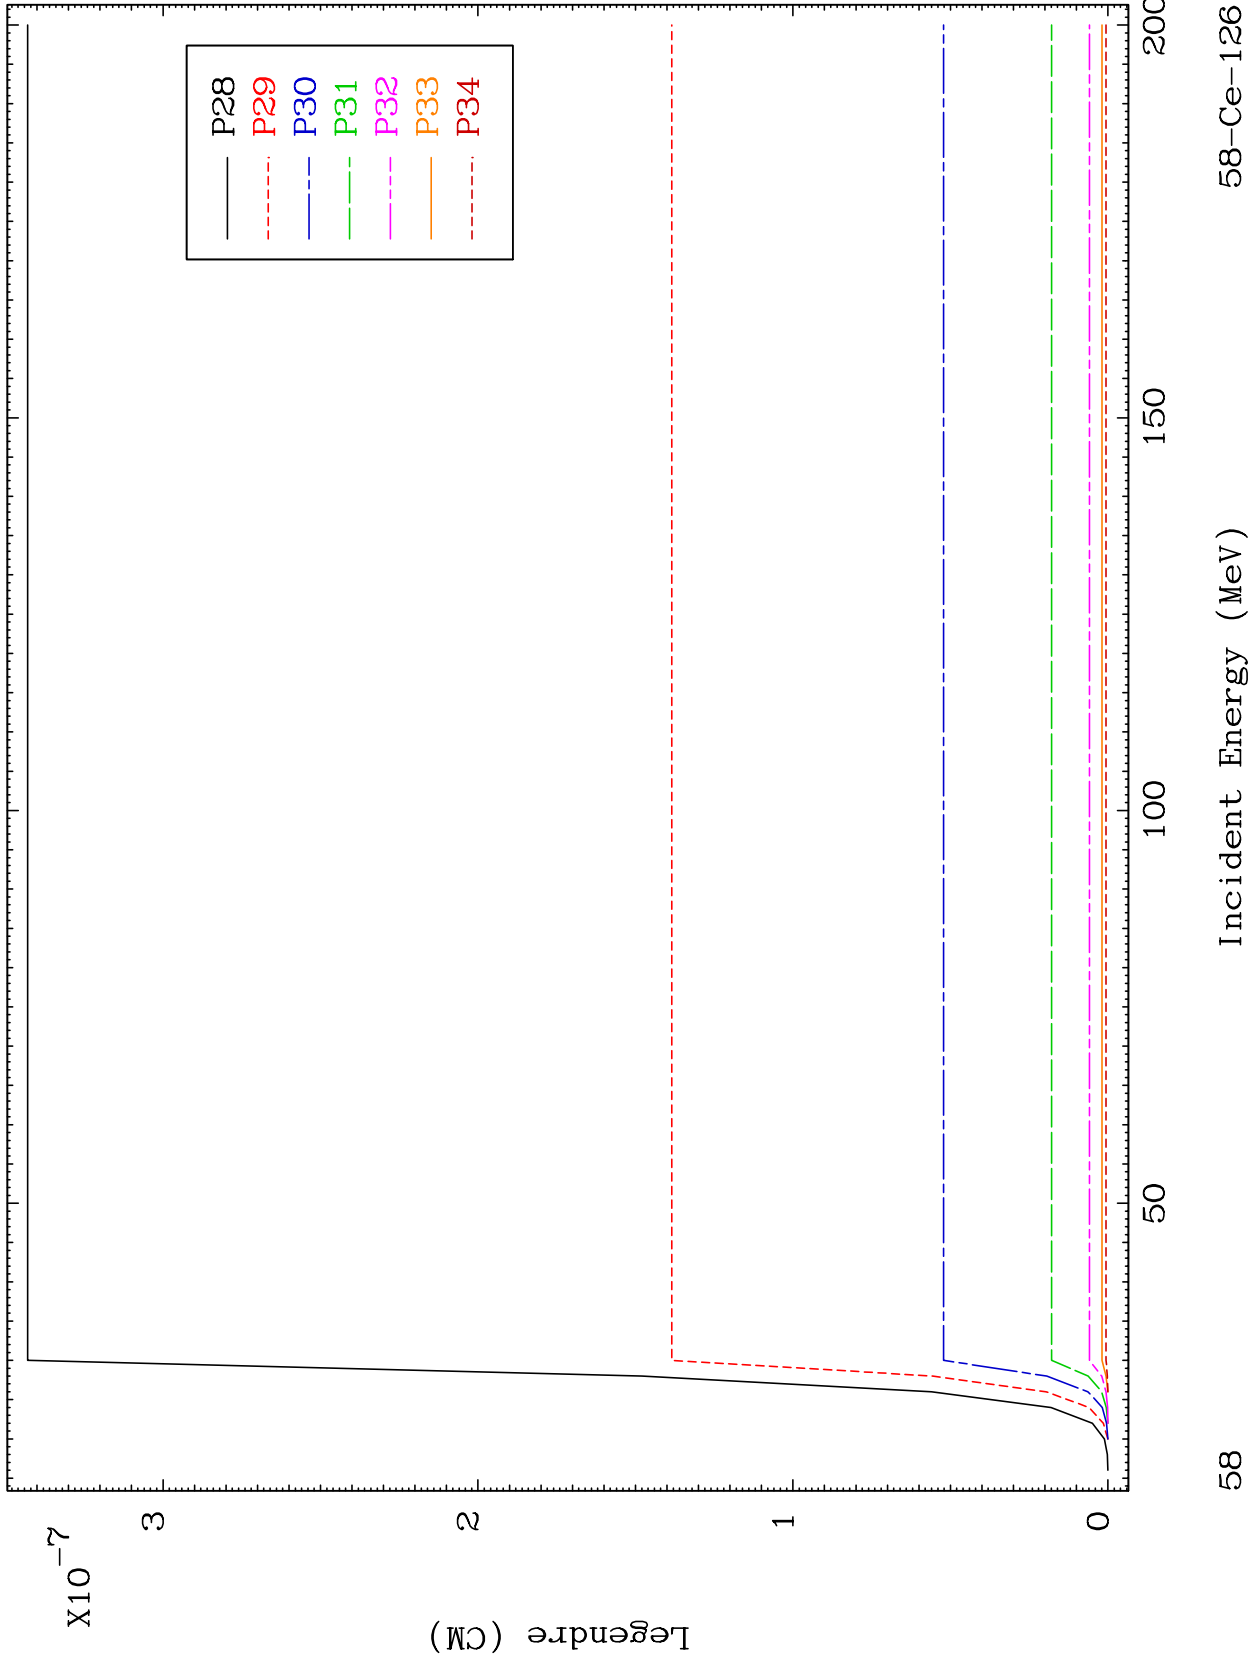 X10-7
3
2
1
0
Legendre (CM)
P28
P29
P30
P31
P32
P33
P34
50
100
150
200
Incident Energy (MeV)
58
58-Ce-126